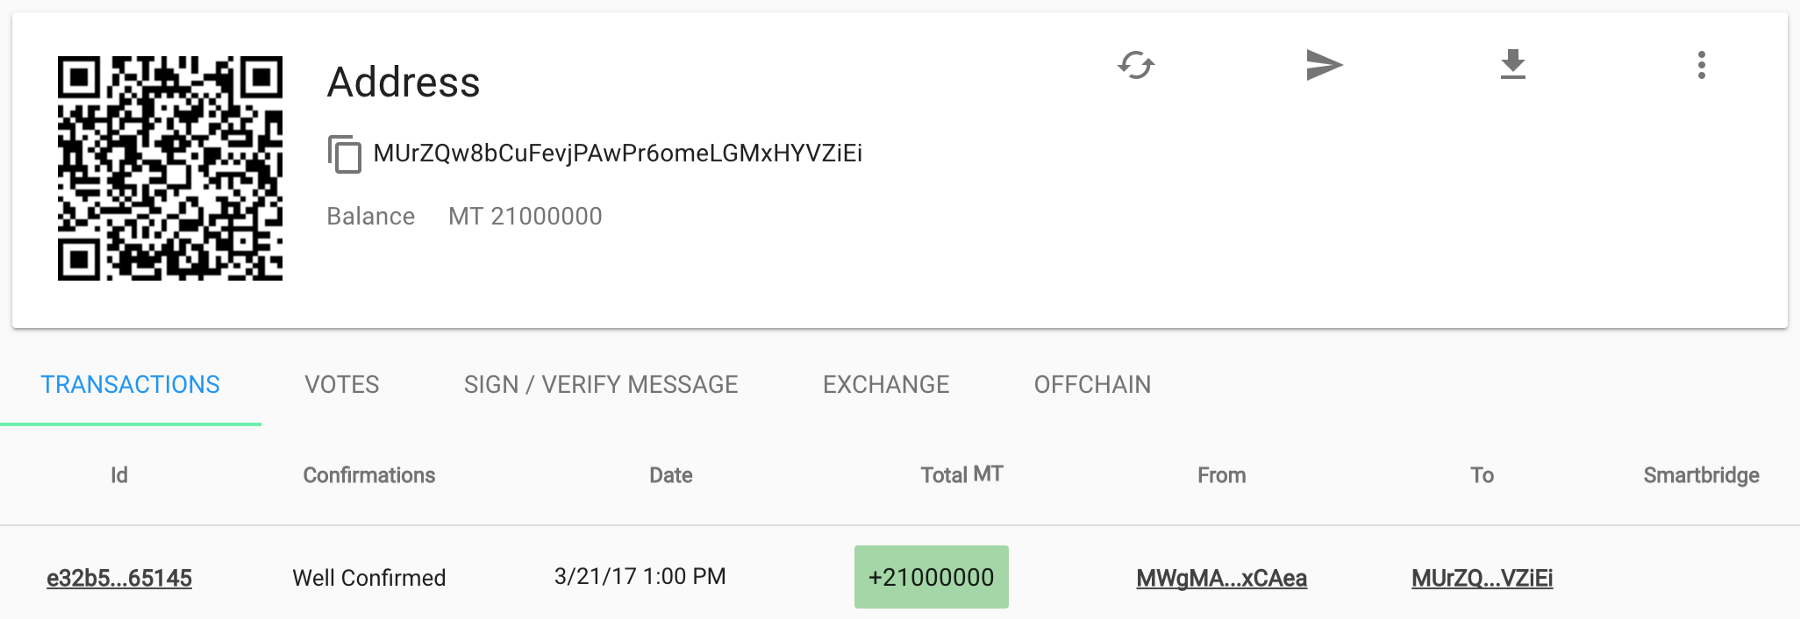 Address
MUrZQw8bCuFevjPAwPr6omeLGMxHYVZiEi
Balance MT 21000000
TRANSACTIONS VOTES SIGN / VERIFY MESSAGE EXCHANGE OFFCHAIN
Id Confirmations Date Total MT From To Smartbridge
e32b5...65145 Well Confirmed 3/21/17 1:00 PM +21000000 MWgMA...xCAea MUrZQ...VZiEi